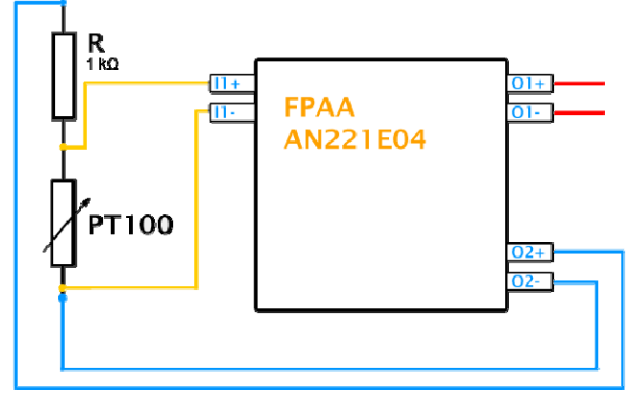 R
1 kΩ
I1+
I1-
FPAA
AN221E04
O1+
O1-
PT100
O2+
O2-